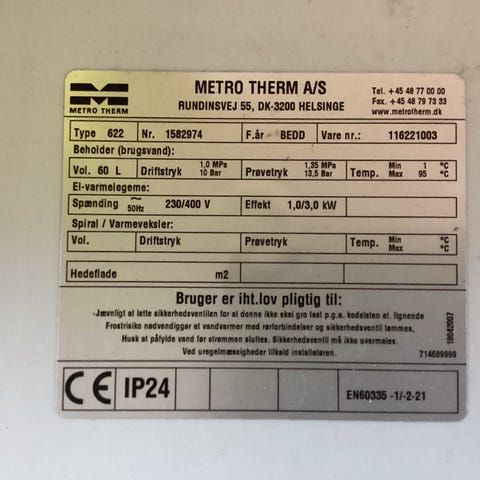 METRO THERM
METRO THERM A/S
RUNDINSVEJ 55, DK-3200 HELSINGE
Tel. +45 48 77 00 00
Fax. +45 48 79 73 33
www.metrotherm.dk
Type 622 Nr. 1582974 F.år BEDD Vare nr.: 116221003
Beholder (brugsvand):
Vol. 60 L Driftstryk 1,0 MPa 10 Bar Prøvetryk 1,35 MPa 13,5 bar Temp. Min 1 °C Max 95 °C
El-varmelegeme:
Spænding ~ 50Hz 230/400 V Effekt 1,0/3,0 kW
Spiral / Varmeveksler:
Vol. Driftstryk Prøvetryk Temp. Min °C Max °C
Hedeflade m2
Bruger er iht.lov pligtig til:
Jævnligt at lette sikkerhedsventilen for at denne ikke skal gro fast p.g.a. kedelsten el. lignende
Frostrisiko nødvendiggør at vandvarmer med rørforbindelser og sikkerhedsventil tømmes,
Husk at påfylde vand før strømmen sluttes. Sikkerhedsventil må ikke overmales.
Ved uregelmæssigheder tilkald installatøren.
18042007
714669999
CE IP24 EN60335 -1/-2-21